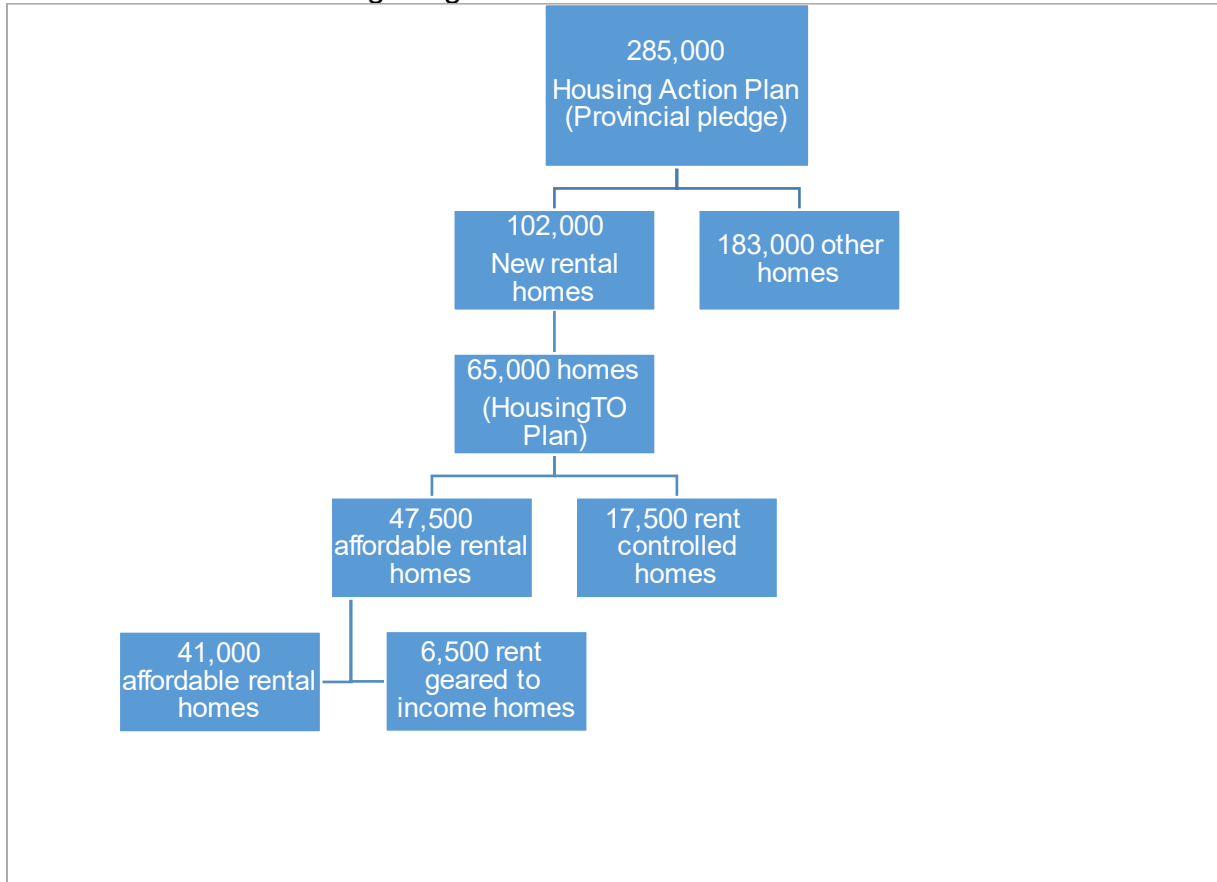 285,000
Housing Action Plan
(Provincial pledge)
102,000
New rental
homes
183,000 other
homes
65,000 homes
(HousingTO
Plan)
47,500
affordable rental
homes
17,500 rent
controlled
homes
41,000
affordable rental
homes
6,500 rent
geared to
income homes